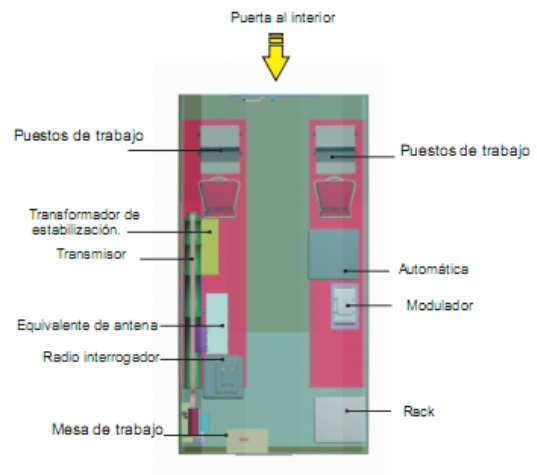 Puerta al interior
Puestos de trabajo
Puestos de trabajo
Transformador de
estabilización.
Transmisor
Automática
Modulador
Equivalente de antena
Radio interrogador
Rack
Mesa de trabajo